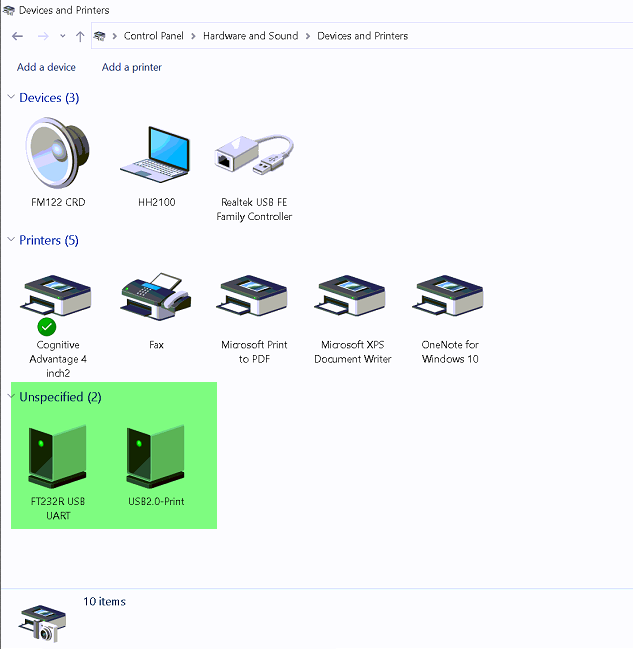 Devices and Printers
Control Panel > Hardware and Sound > Devices and Printers
Add a device Add a printer
Devices (3)
FM122 CRD HH2100 Realtek USB FE
Family Controller
Printers (5)
Cognitive Fax Microsoft Print Microsoft XPS OneNote for
Advantage 4 to PDF Document Writer Windows 10
inch2
Unspecified (2)
FT232R USB USB2.0-Print
UART
10 items